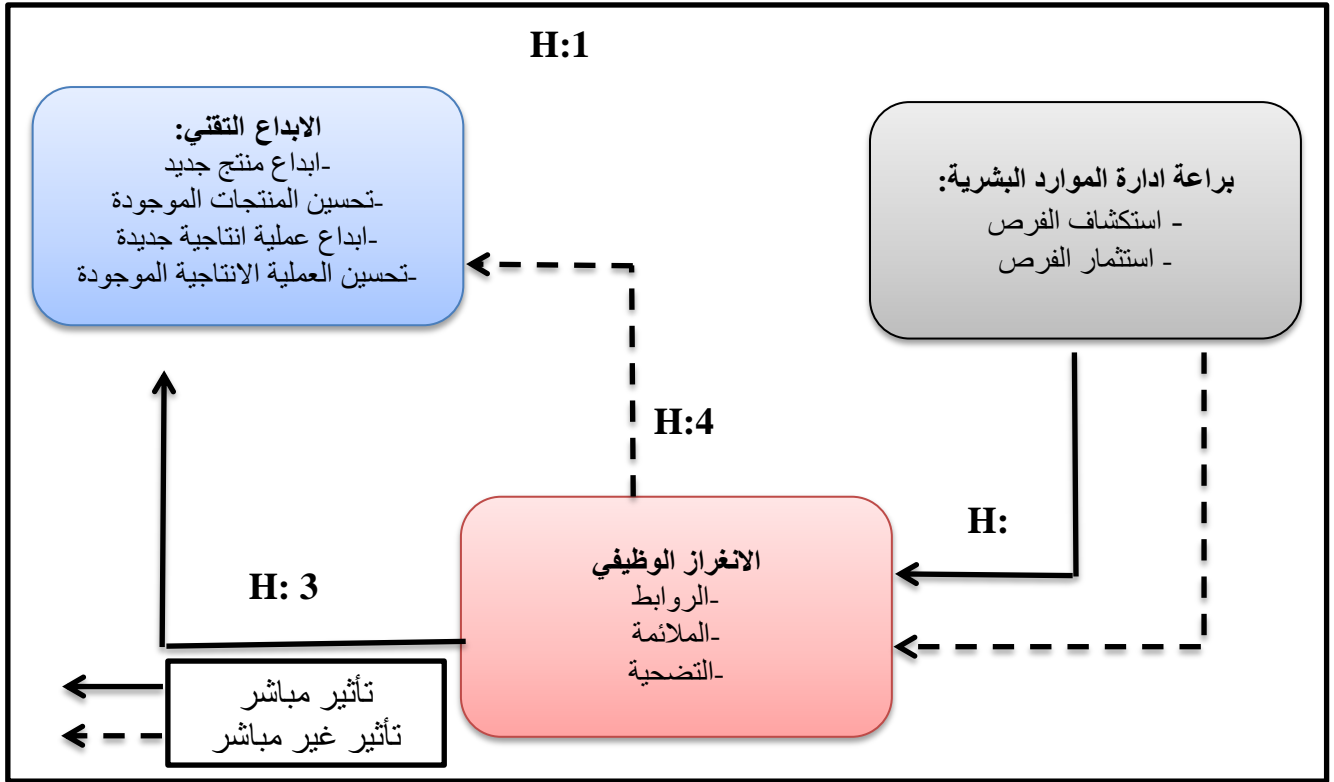 H:1
براعة ادارة الموارد البشرية:
- استكشاف الفرص
- استثمار الفرص
الابداع التقني:
-ابداع منتج جديد
-تحسين المنتجات الموجودة
-ابداع عملية انتاجية جديدة
-تحسين العملية الانتاجية الموجودة
H:4
H:
الانغراز الوظيفي
-الروابط
-الملائمة
-التضحية
H: 3
تأثير مباشر
تأثير غير مباشر